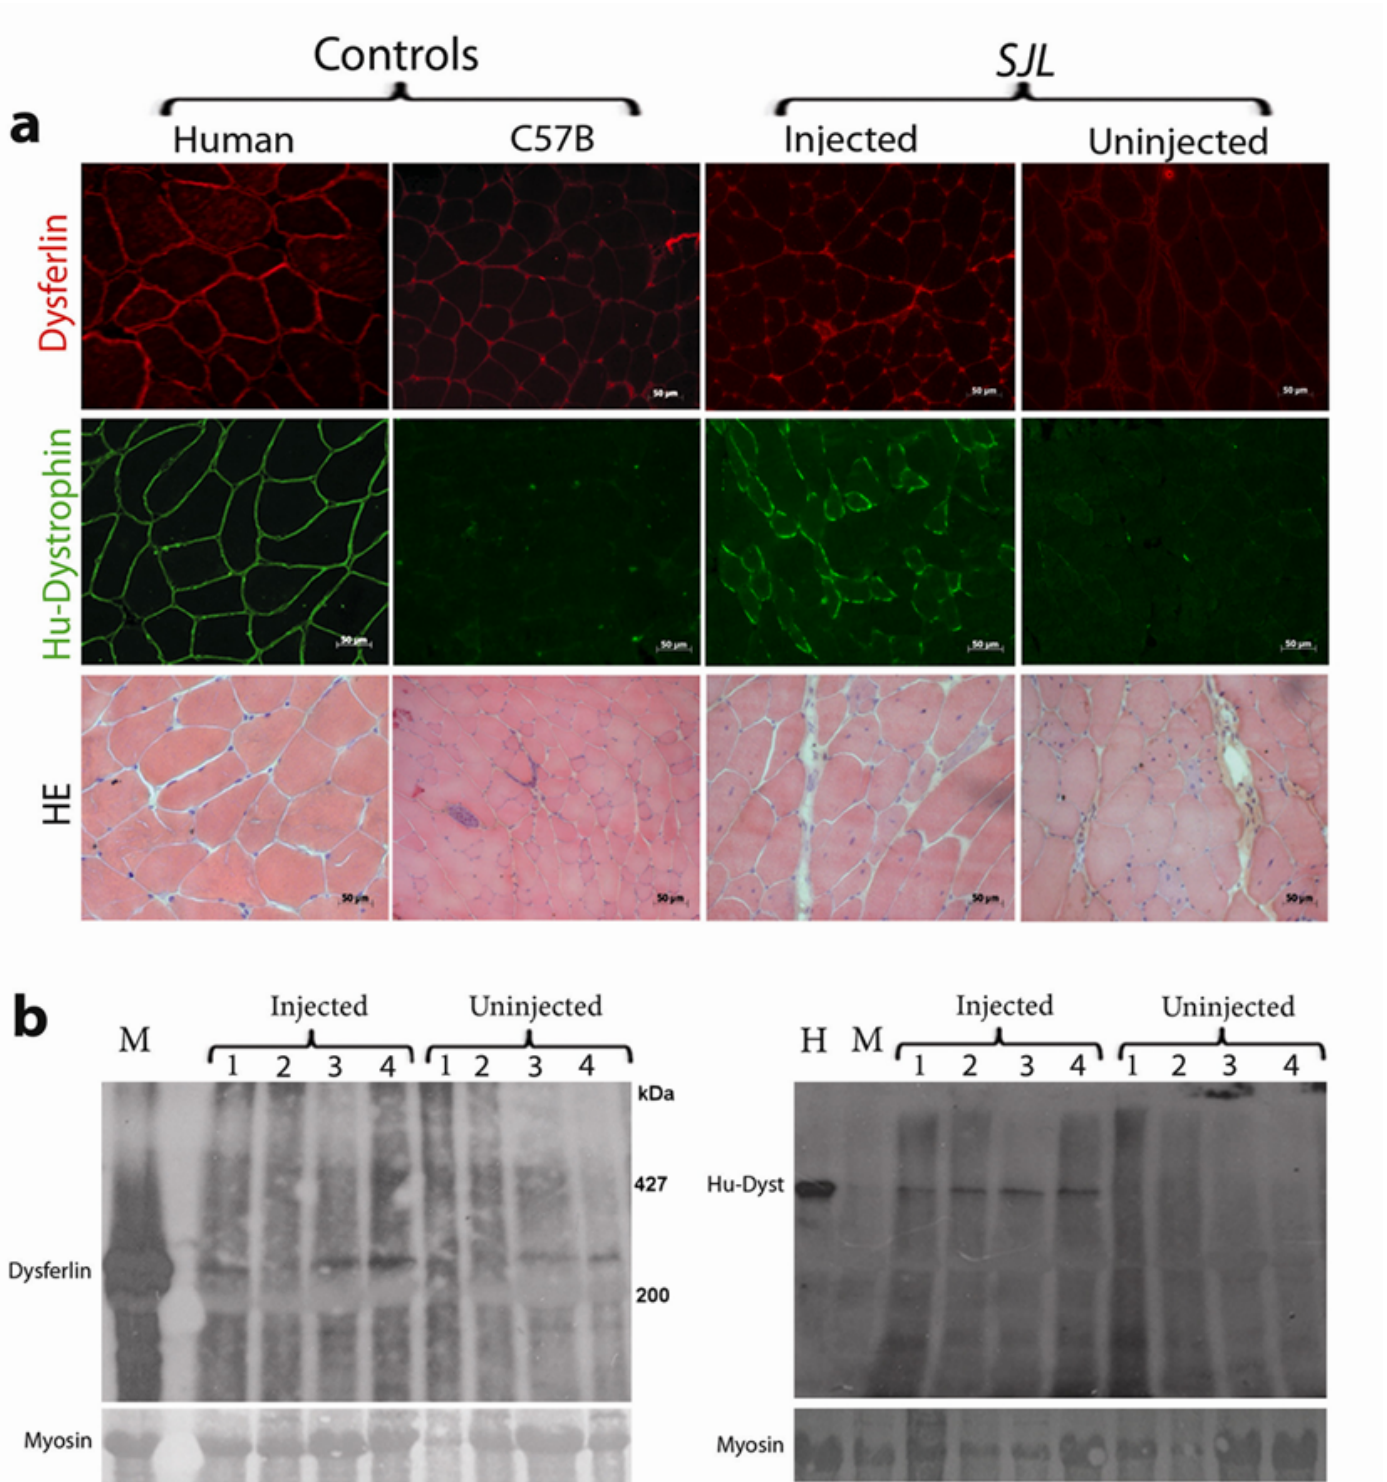 Controls SJL
a
Human C57B Injected Uninjected
Dysferlin
50 µm 50 µm 50 µm
Hu-Dystrophin
50 µm 50 µm 50 µm 50 µm
HE
50 µm 50 µm 50 µm 50 µm
b
Injected Uninjected Injected Uninjected
M H M
1 2 3 4 1 2 3 4 1 2 3 4 1 2 3 4
kDa
427 Hu-Dyst
Dysferlin
200
Myosin Myosin